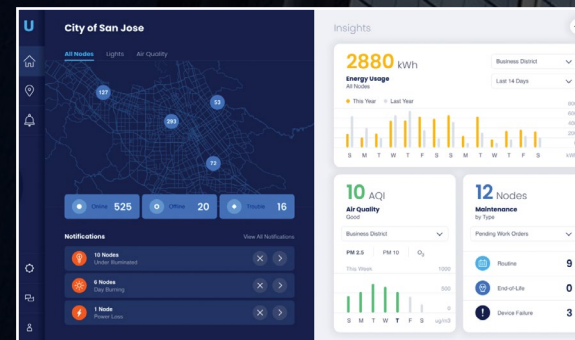 U
City of San Jose
All Nodes Lights Air Quality
127
53
293
73
Online 525
Offline 20
Trouble 16
Notifications View All Notifications
10 Nodes
Under Illuminated
6 Nodes
Day Burning
1 Node
Power Loss
Insights
2880 kWh
Energy Usage
All Nodes
Business District
Last 14 Days
This Year Last Year
S M T W T F S S M T W T F S
10 AQI
Air Quality
Good
Business District
PM 2.5 PM 10 O3
This Week 1000
500
0
S M T W T F S ug/m3
12 Nodes
Maintenance
by Type
Pending Work Orders
Routine 9
End-of-Life 0
Device Failure 3